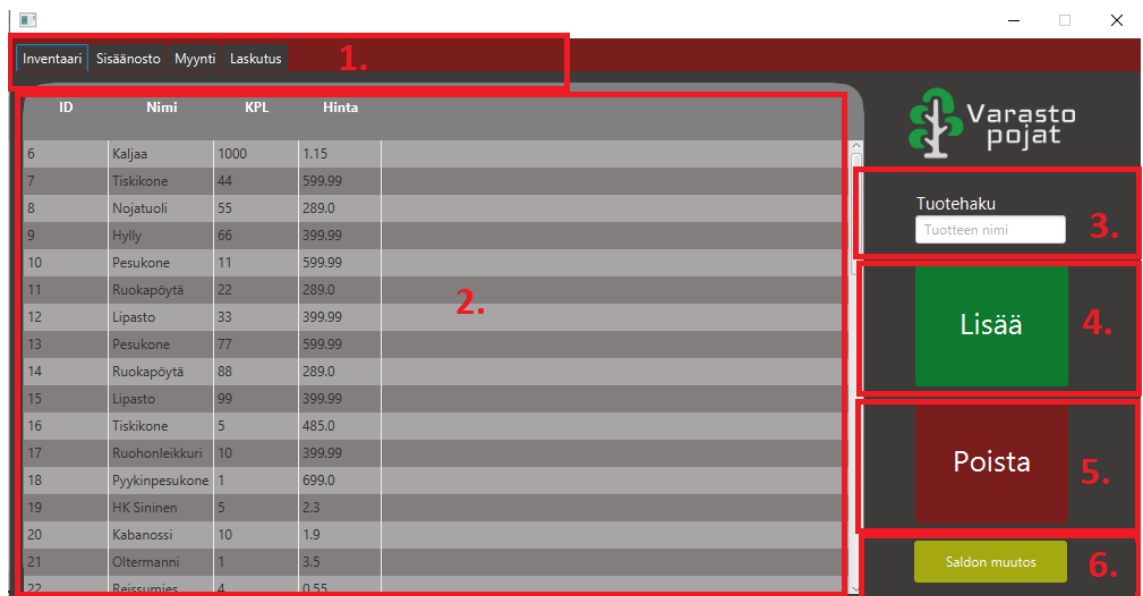 Inventaari Sisäänosto Myynti Laskutus 1.
ID Nimi KPL Hinta
6 Kaljaa 1000 1.15
7 Tiskikone 44 599.99
8 Nojatuoli 55 289.0
9 Hylly 66 399.99
10 Pesukone 11 599.99
11 Ruokapöytä 22 289.0
12 Lipasto 33 399.99
13 Pesukone 77 599.99
14 Ruokapöytä 88 289.0
15 Lipasto 99 399.99
16 Tiskikone 5 485.0
17 Ruohonleikkuri 10 399.99
18 Pyykinpesukone 1 699.0
19 HK Sininen 5 2.3
20 Kabanossi 10 1.9
21 Oltermanni 1 3.5
22 Reissumies 4 0.55
2.
Varasto
pojat
Tuotehaku
Tuotteen nimi
3.
Lisää
4.
Poista
5.
Saldon muutos
6.